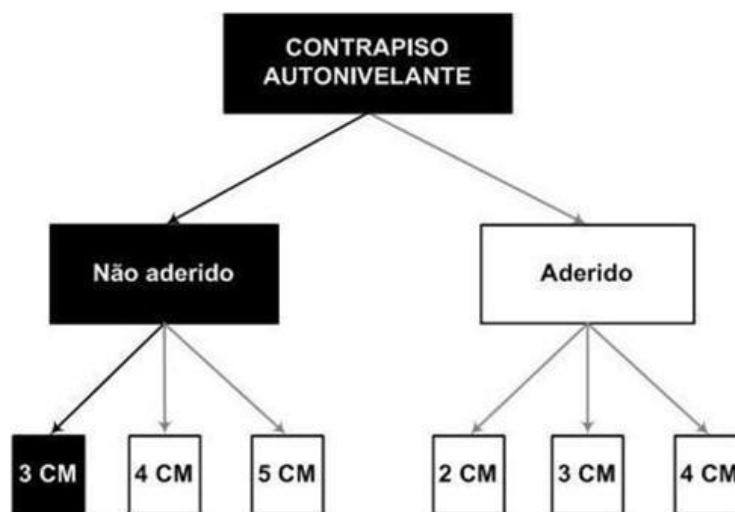 CONTRAPISO
AUTONIVELANTE
Não aderido
Aderido
3 CM
4 CM
5 CM
2 CM
3 CM
4 CM